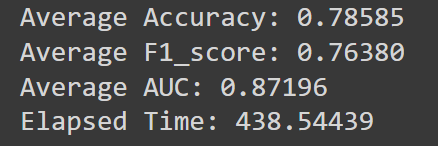 Average Accuracy: 0.78585
Average F1_score: 0.76380
Average AUC: 0.87196
Elapsed Time: 438.54439